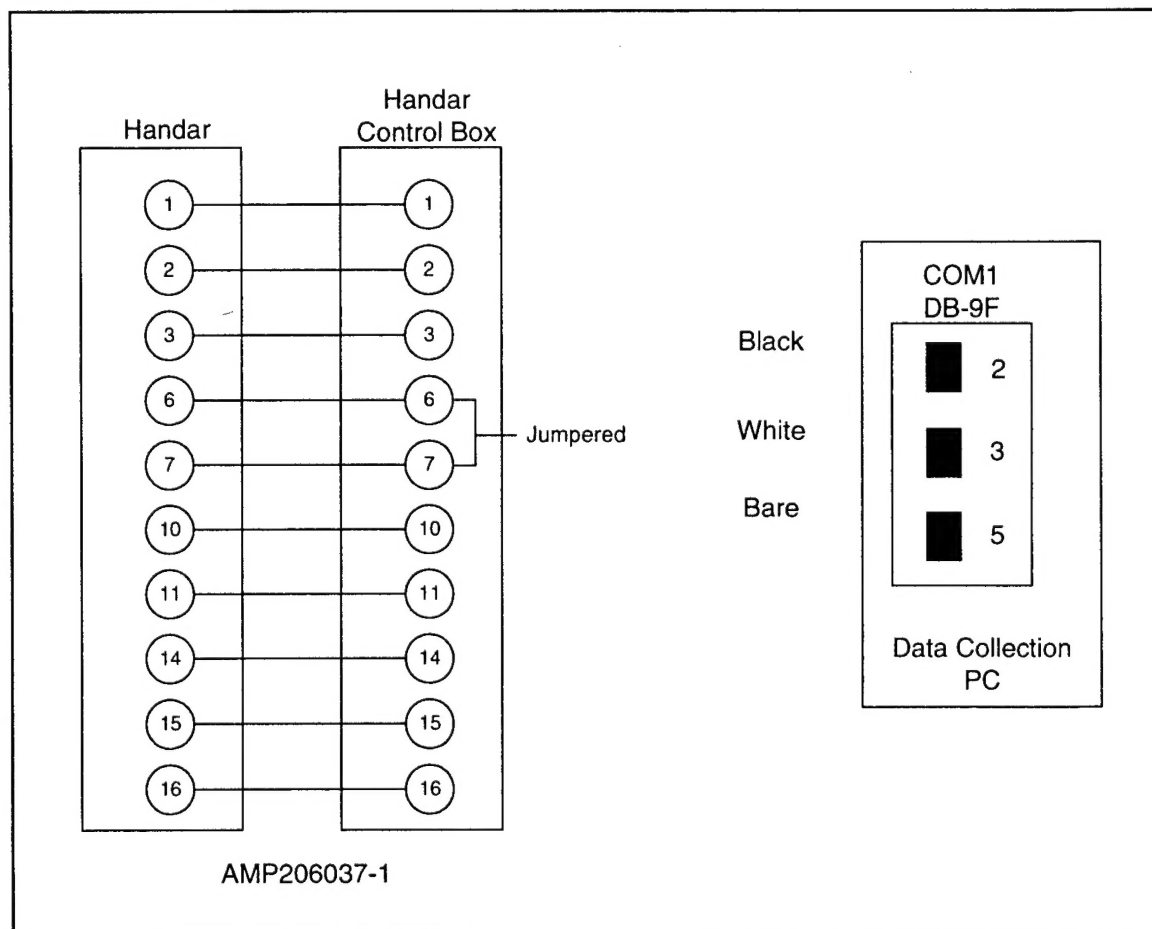 Handar
Handar
Control Box
1
1
2
2
3
3
6
6
7
7
Jumpered
10
10
11
11
14
14
15
15
16
16
AMP206037-1
Black
White
Bare
COM1
DB-9F
2
3
5
Data Collection
PC